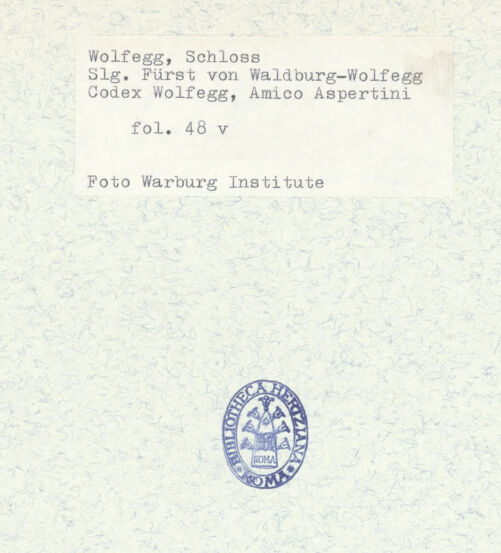 Wolfegg, Schloss
Slg. Fürst von Waldburg-Wolfegg
Codex Wolfegg, Amico Aspertini
fol. 48 v
Foto Warburg Institute
BIBLIOTHECA HERTZIANA
ROMA
ROMA